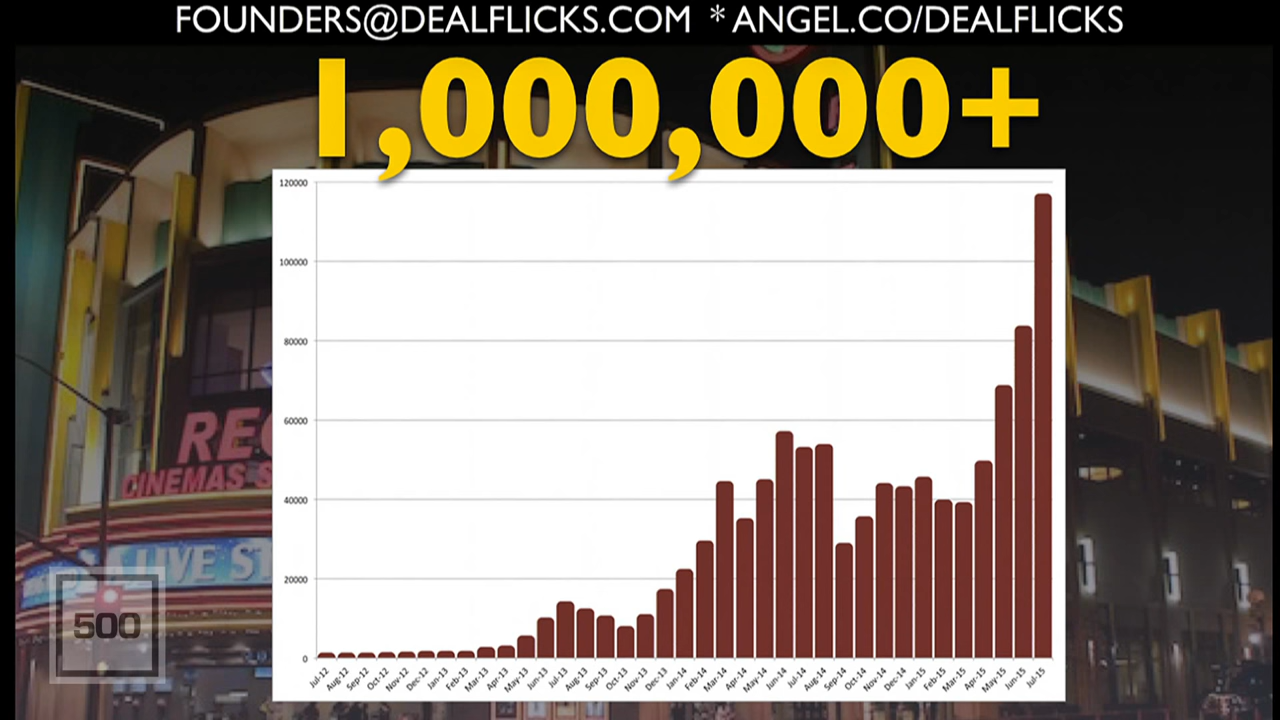 FOUNDERS@DEALFLICKS.COM * ANGEL.CO/DEALFLICKS
1,000,000+
120000
100000
80000
60000
40000
20000
0
Jul-12 Aug-12 Sep-12 Oct-12 Nov-12 Dec-12 Jan-13 Feb-13 Mar-13 Apr-13 May-13 Jun-13 Jul-13 Aug-13 Sep-13 Oct-13 Nov-13 Dec-13 Jan-14 Feb-14 Mar-14 Apr-14 May-14 Jun-14 Jul-14 Aug-14 Sep-14 Oct-14 Nov-14 Dec-14 Jan-15 Feb-15 Mar-15 Apr-15 May-15 Jun-15 Jul-15
REG
CINEMAS S
LIVE ST
500